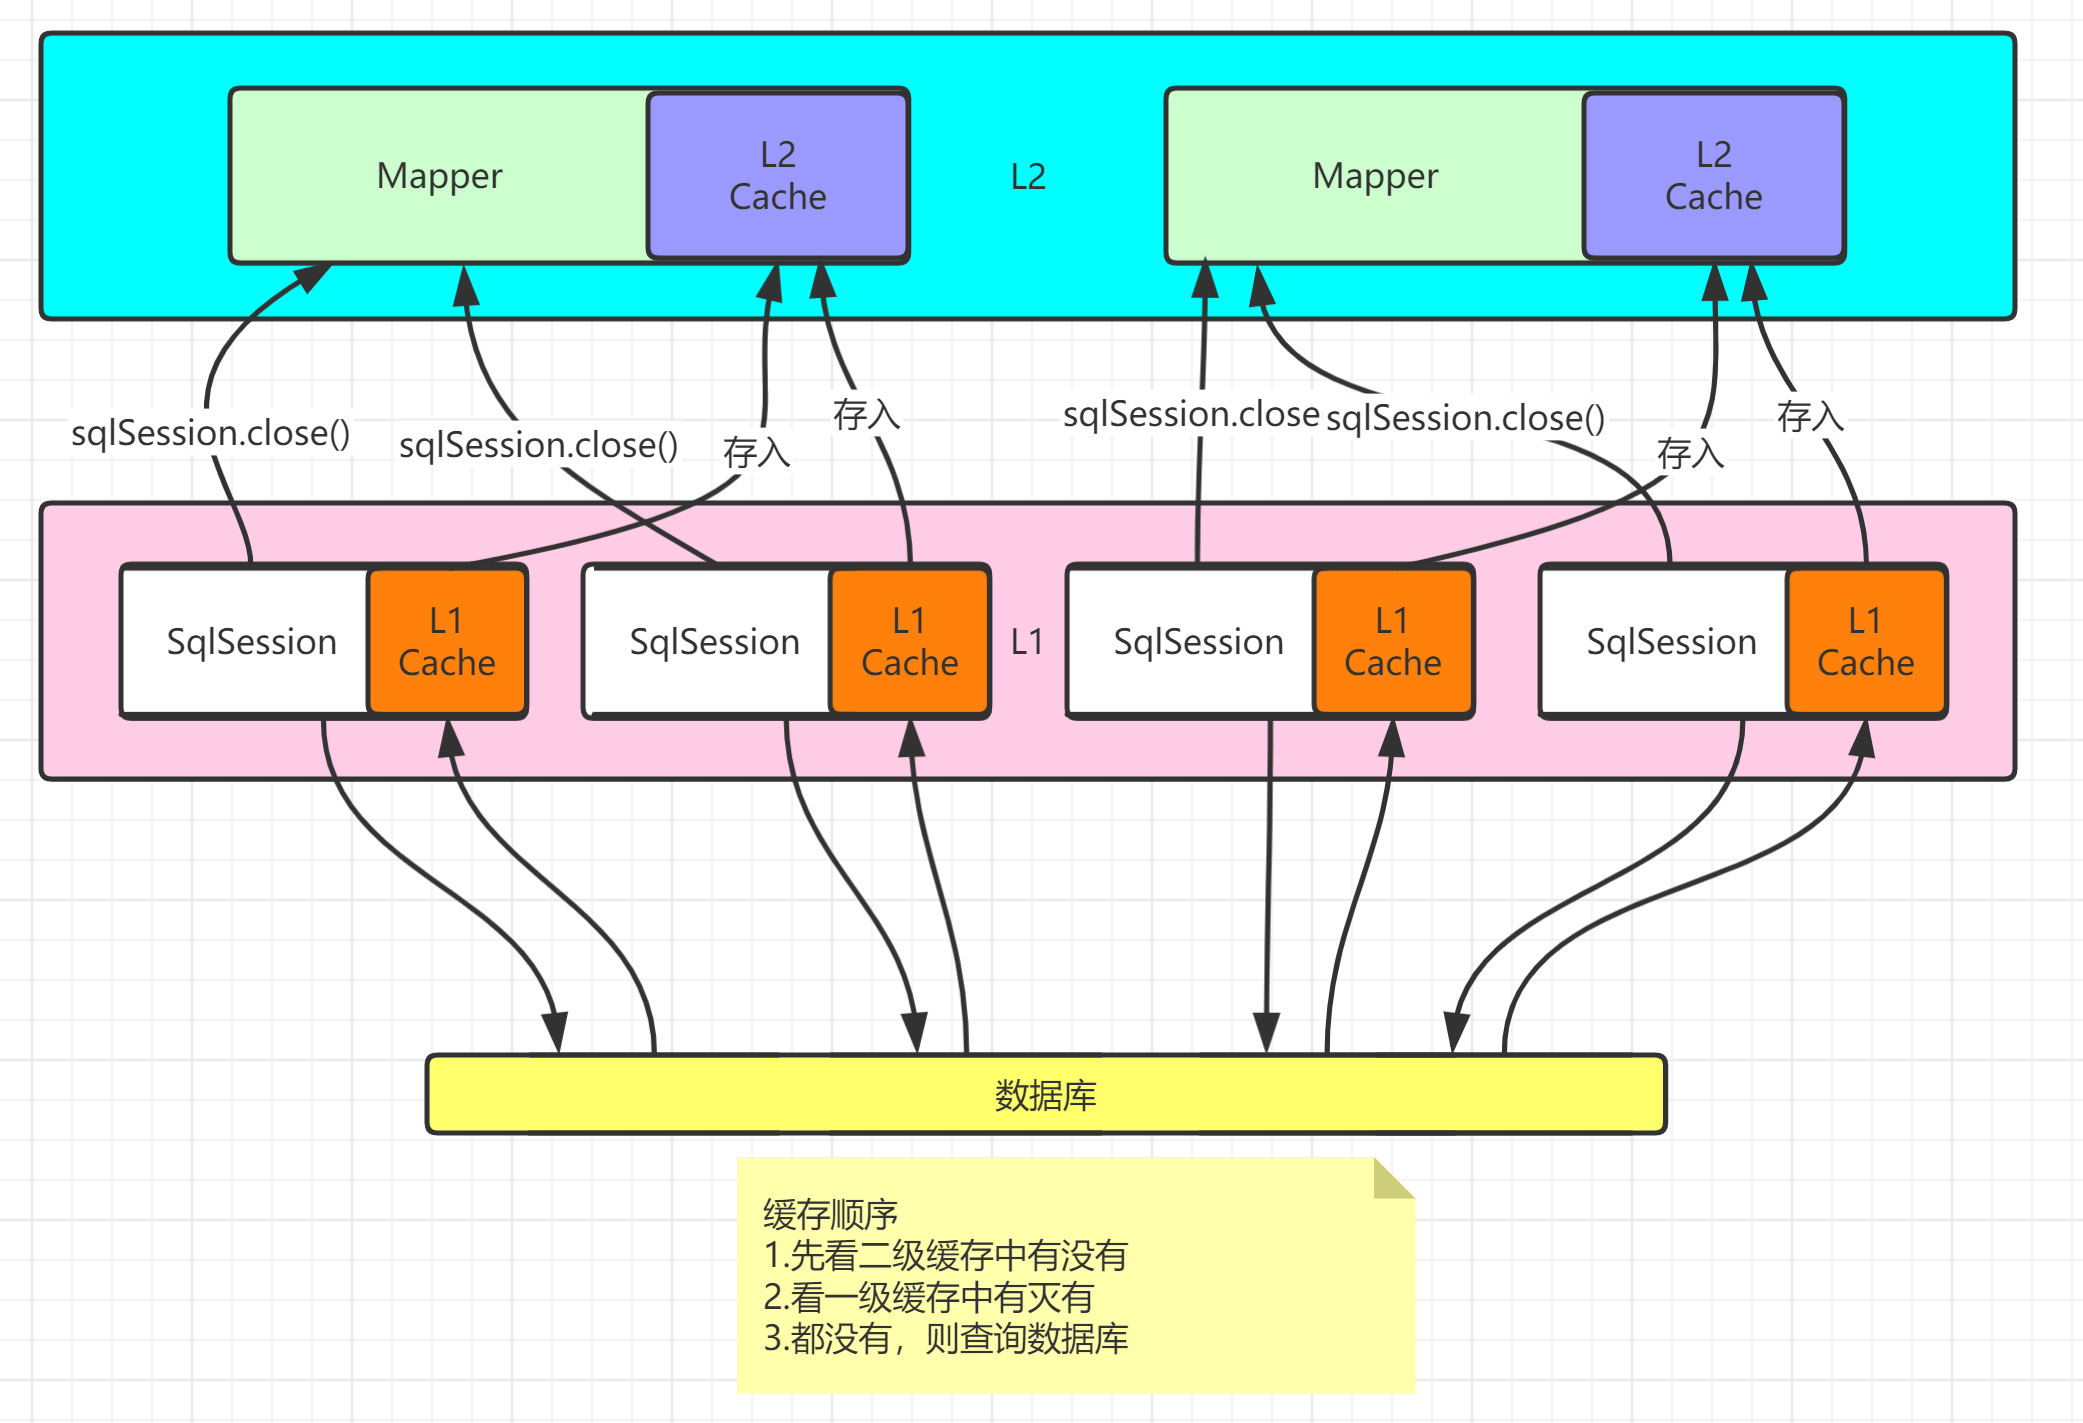 Mapper
L2
Cache
L2
Mapper
L2
Cache
sqlSession.close()
sqlSession.close()
存入
存入
sqlSession.close
sqlSession.close()
存入
存入
SqlSession
L1
Cache
SqlSession
L1
Cache
L1
SqlSession
L1
Cache
SqlSession
L1
Cache
数据库
缓存顺序
1.先看二级缓存中有没有
2.看一级缓存中有灭有
3.都没有，则查询数据库